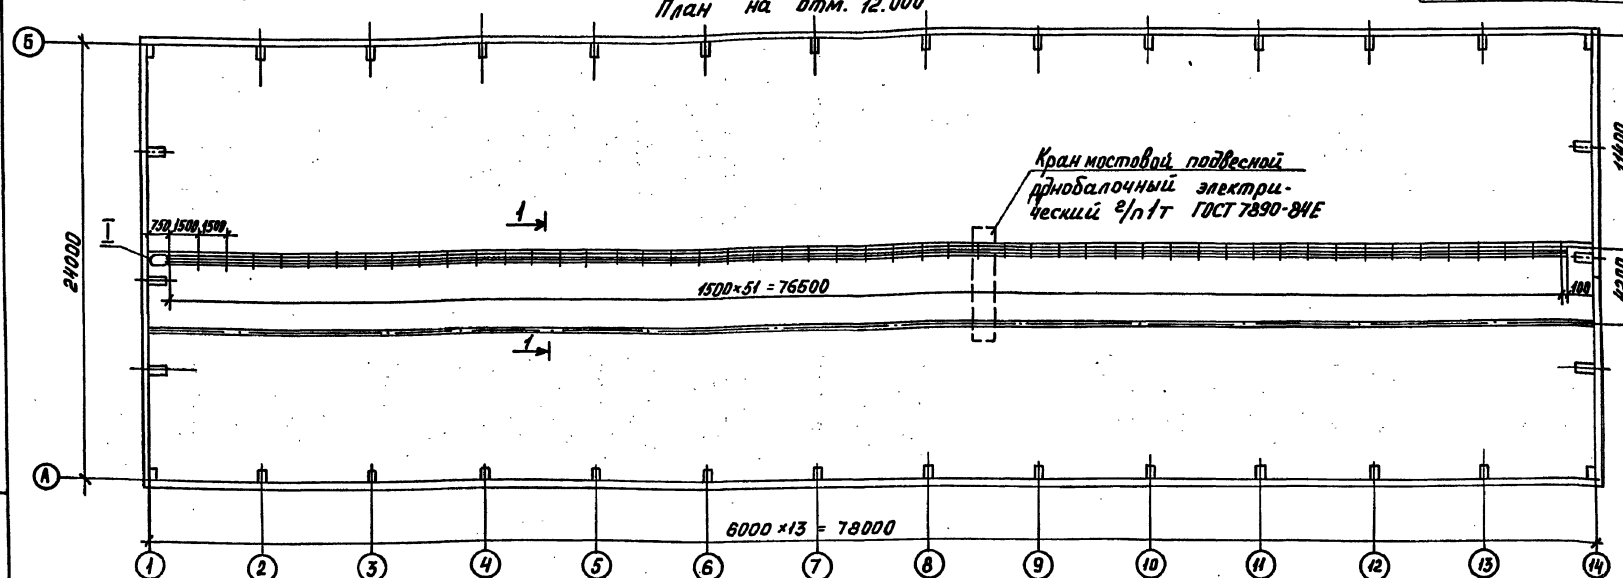 План на отм. 12.000
Б
11400
Кран мостовой подвесной
однобалочный электри-
ческий г/п 1т ГОСТ 7890-84Е
1
750 1500 1500
I
24000
1500×51 = 76500
100
4200
1
А
6000×13 = 78000
1 2 3 4 5 6 7 8 9 10 11 12 13 14